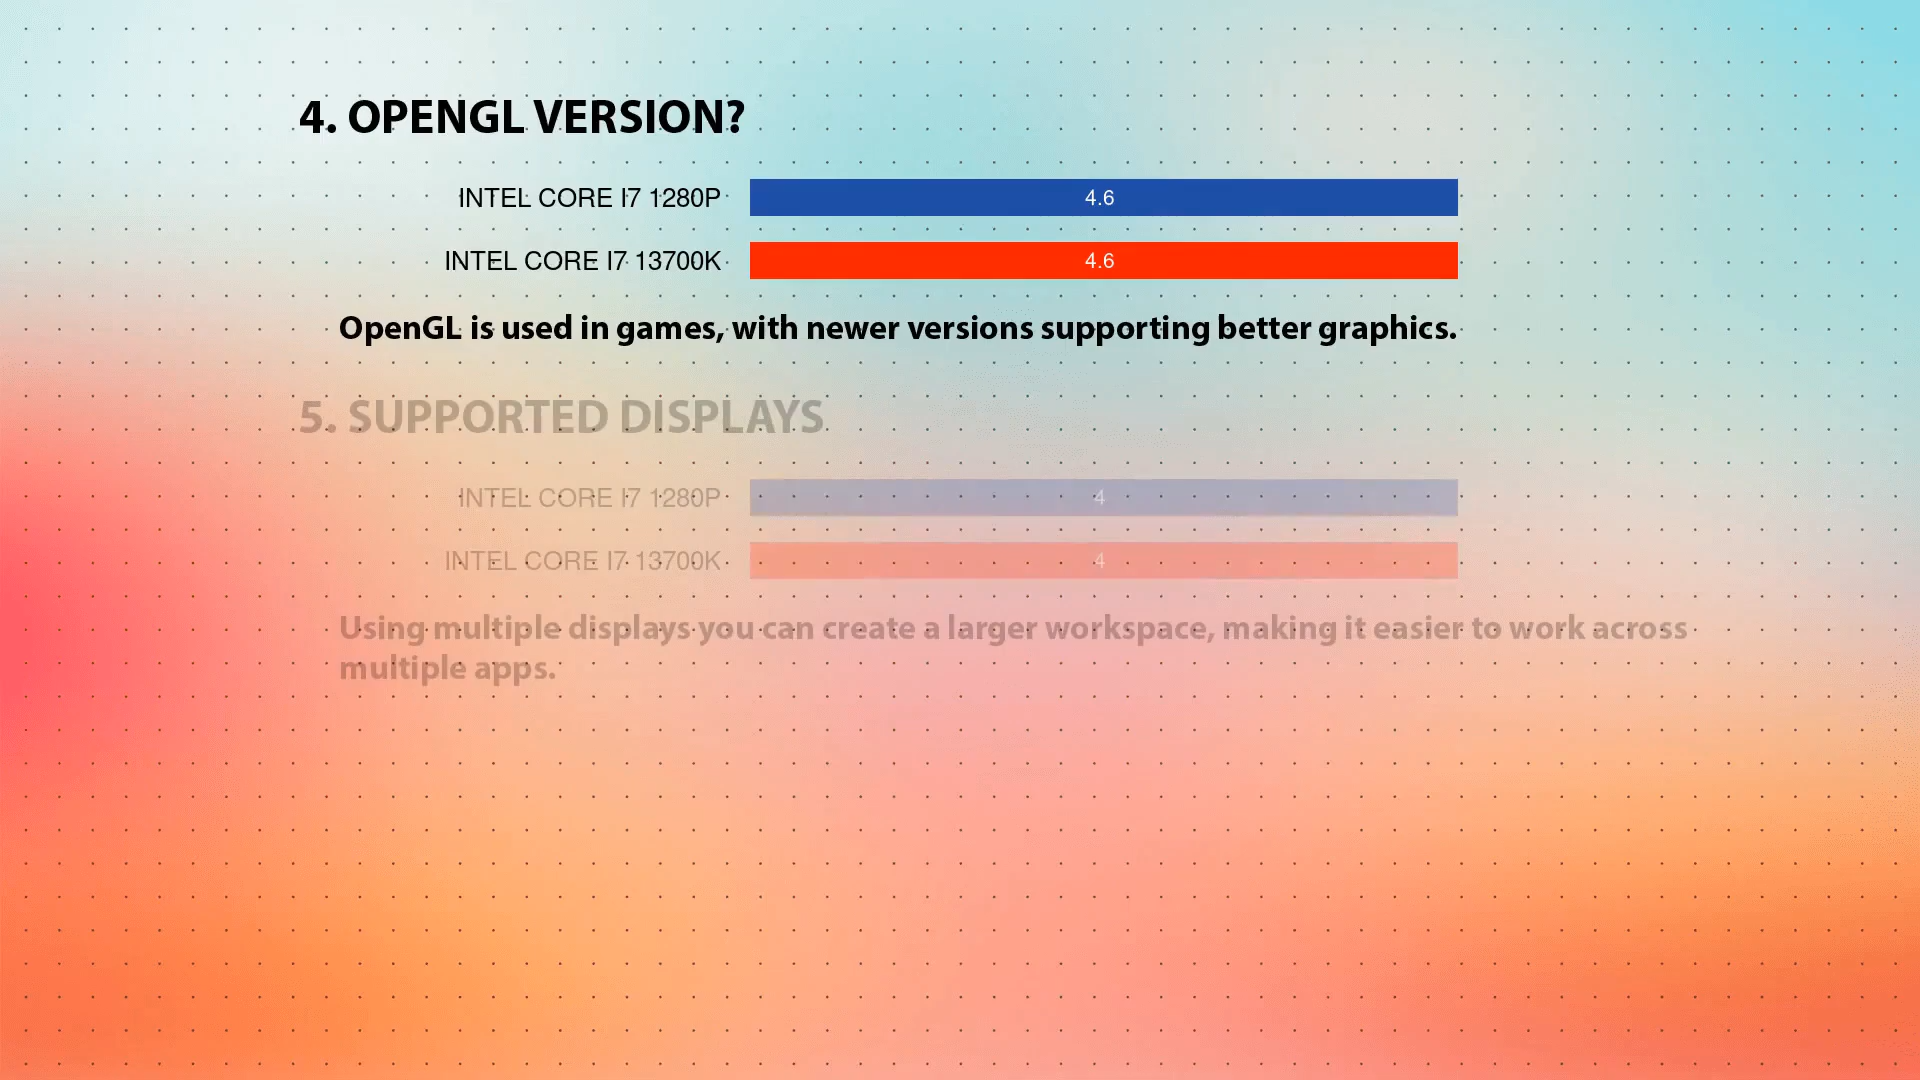 4. OPENGL VERSION?
INTEL CORE I7 1280P
4.6
INTEL CORE I7 13700K
4.6
OpenGL is used in games, with newer versions supporting better graphics.
5. SUPPORTED DISPLAYS
INTEL CORE I7 1280P
4
INTEL CORE I7 13700K
4
Using multiple displays you can create a larger workspace, making it easier to work across
multiple apps.